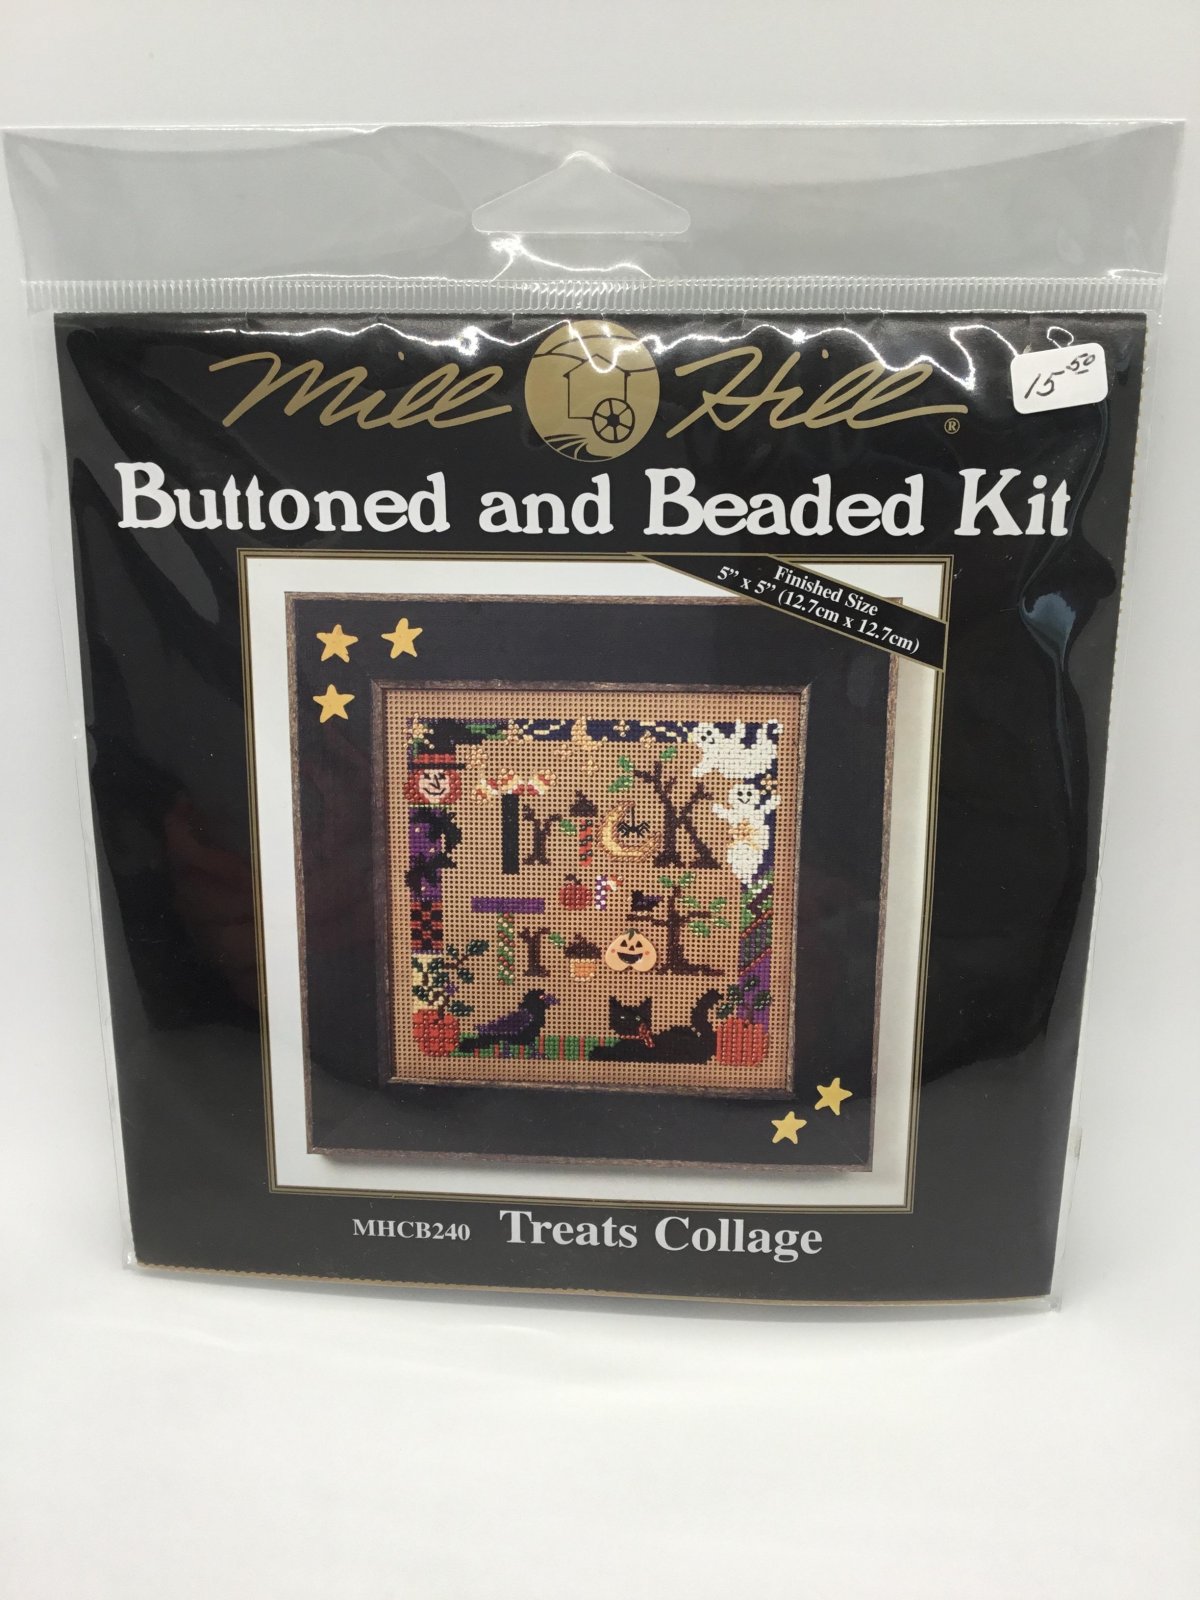 Mill Hill ®
15.50
Buttoned and Beaded Kit
Finished Size
5" x 5" (12.7cm x 12.7cm)
Trick
or
Treat
MHCB240 Treats Collage